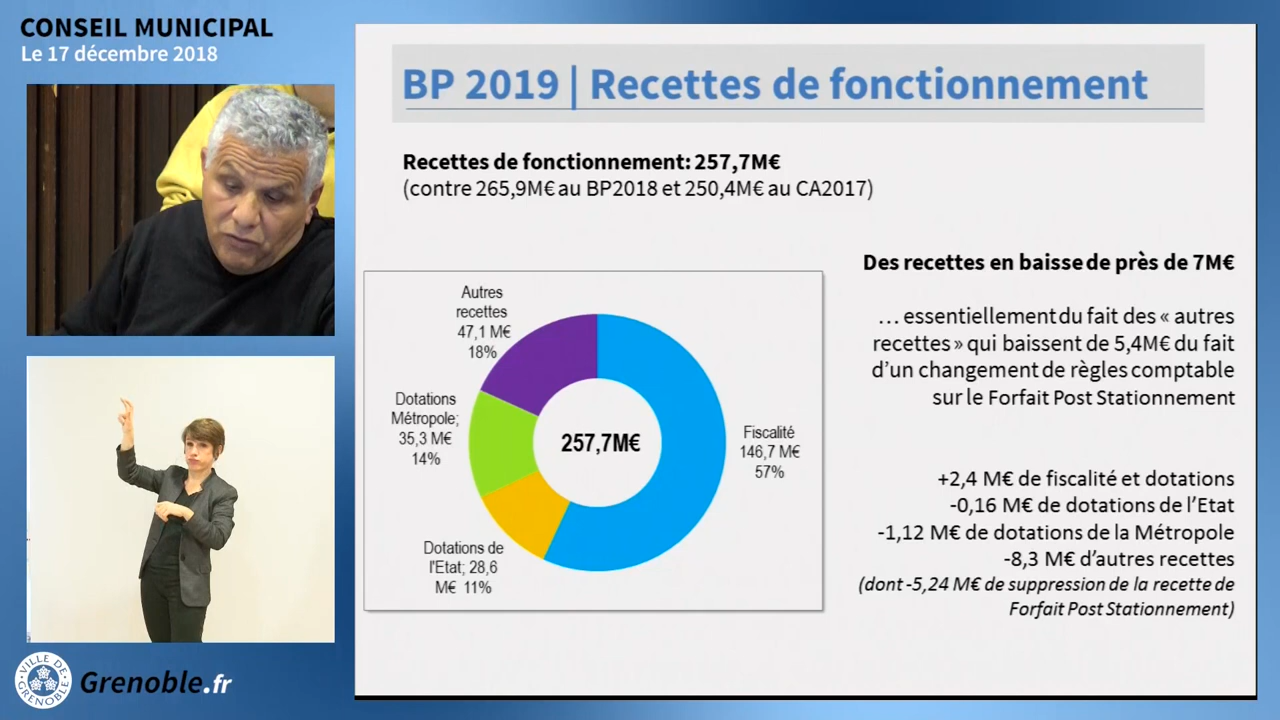 CONSEIL MUNICIPAL
Le 17 décembre 2018
BP 2019 | Recettes de fonctionnement
Recettes de fonctionnement: 257,7M€
(contre 265,9M€ au BP2018 et 250,4M€ au CA2017)
Autres
recettes
47,1 M€
18%
Dotations
Métropole;
35,3 M€
14%
257,7M€
Fiscalité
146,7 M€
57%
Dotations de
l'Etat; 28,6
M€ 11%
Des recettes en baisse de près de 7M€
… essentiellement du fait des « autres
recettes » qui baissent de 5,4M€ du fait
d’un changement de règles comptable
sur le Forfait Post Stationnement
+2,4 M€ de fiscalité et dotations
-0,16 M€ de dotations de l’Etat
-1,12 M€ de dotations de la Métropole
-8,3 M€ d’autres recettes
(dont -5,24 M€ de suppression de la recette de
Forfait Post Stationnement)
VILLE DE
GRENOBLE
Grenoble.fr